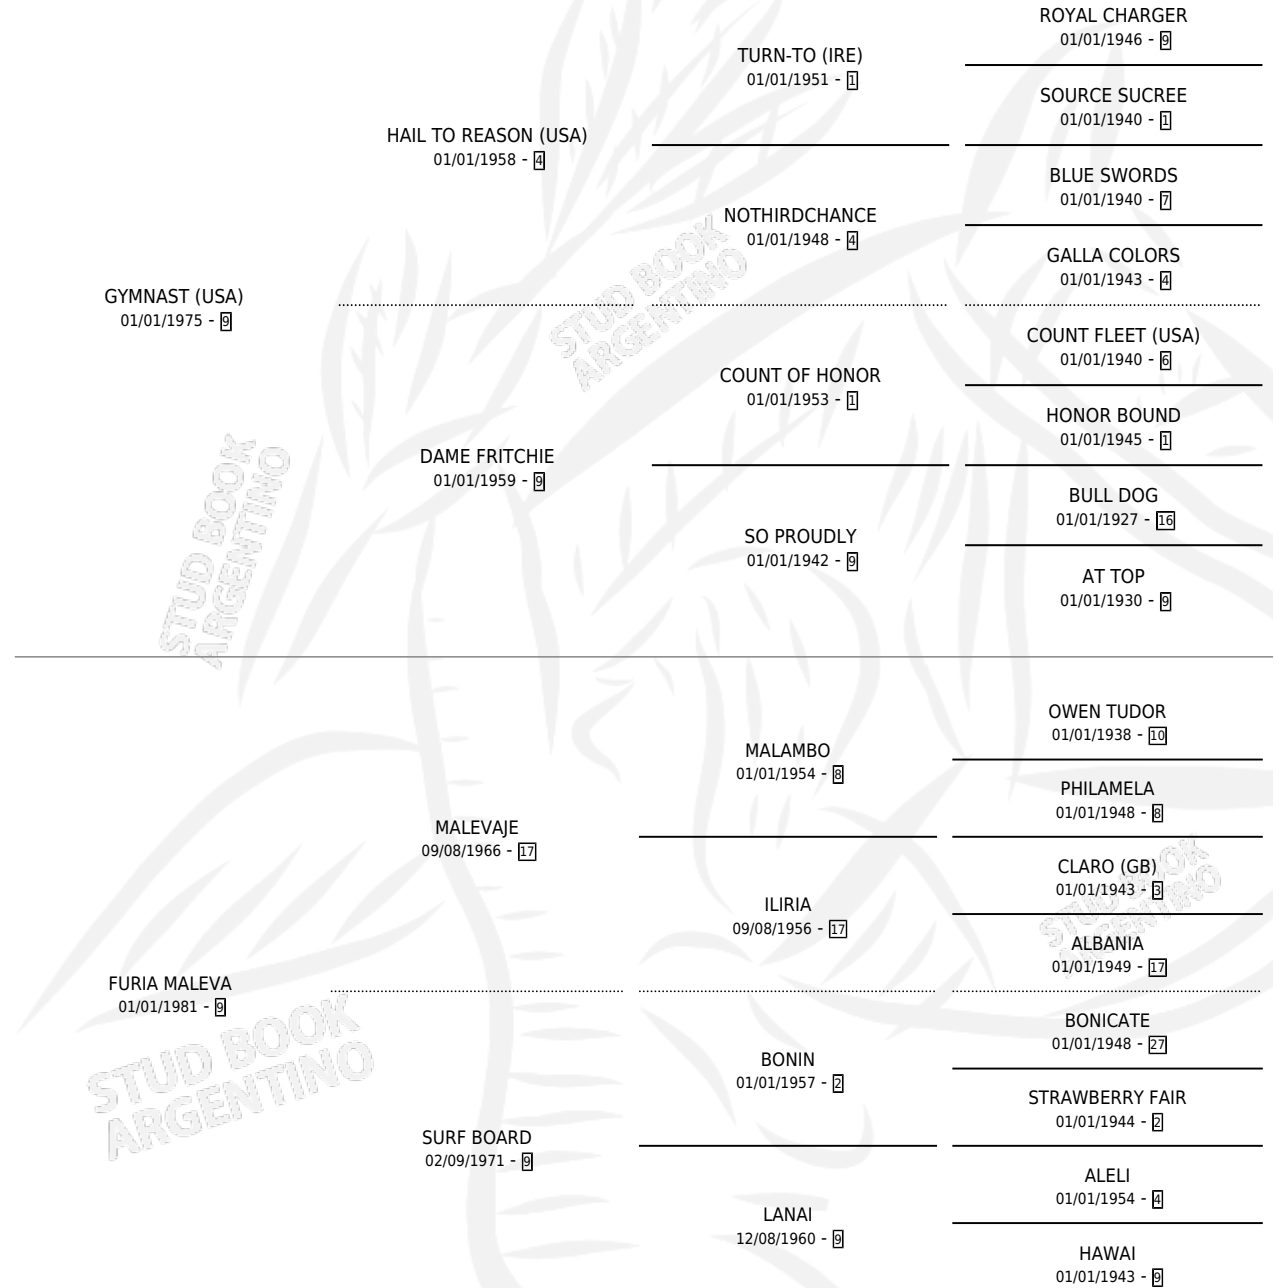 ROYAL CHARGER
01/01/1946 - 9
TURN-TO (IRE)
01/01/1951 - 1
SOURCE SUCREE
01/01/1940 - 1
HAIL TO REASON (USA)
01/01/1958 - 4
BLUE SWORDS
01/01/1940 - 7
NOTHIRDCHANCE
01/01/1948 - 4
GALLA COLORS
01/01/1943 - 4
GYMNAST (USA)
01/01/1975 - 9
COUNT FLEET (USA)
01/01/1940 - 6
COUNT OF HONOR
01/01/1953 - 1
HONOR BOUND
01/01/1945 - 1
DAME FRITCHIE
01/01/1959 - 9
BULL DOG
01/01/1927 - 16
SO PROUDLY
01/01/1942 - 9
AT TOP
01/01/1930 - 9
OWEN TUDOR
01/01/1938 - 10
MALAMBO
01/01/1954 - 8
PHILAMELA
01/01/1948 - 8
MALEVAJE
09/08/1966 - 17
CLARO (GB)
01/01/1943 - 3
ILIRIA
09/08/1956 - 17
ALBANIA
01/01/1949 - 17
FURIA MALEVA
01/01/1981 - 9
BONICATE
01/01/1948 - 27
BONIN
01/01/1957 - 2
STRAWBERRY FAIR
01/01/1944 - 2
SURF BOARD
02/09/1971 - 9
ALELI
01/01/1954 - 4
LANAI
12/08/1960 - 9
HAWAI
01/01/1943 - 9
STUD BOOK
ARGENTINO
STUD BOOK
ARGENTINO
STUD BOOK
ARGENTINO
STUD BOOK
ARGENTINO